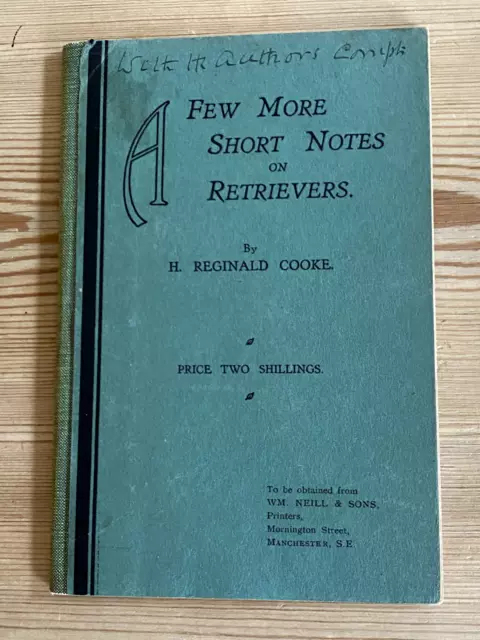 With the Authors Compts
A FEW MORE
SHORT NOTES
ON
RETRIEVERS.
By
H. REGINALD COOKE.
PRICE TWO SHILLINGS.
To be obtained from
WM. NEILL & SONS,
Printers,
Mornington Street,
MANCHESTER, S.E